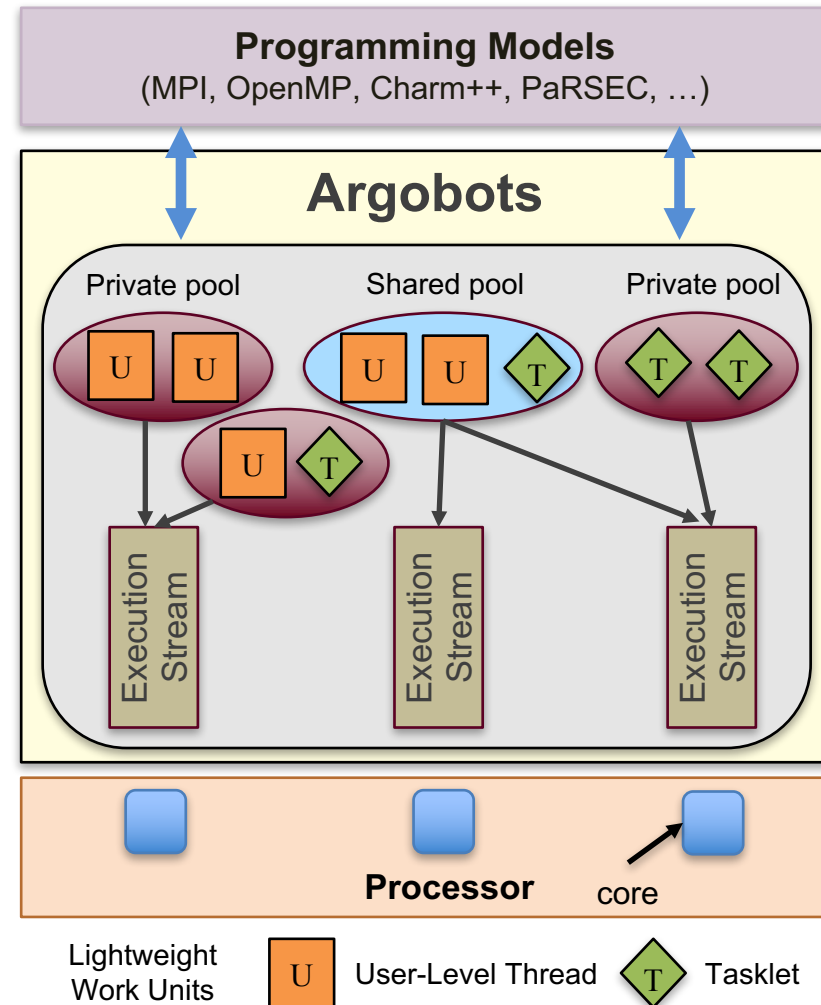 Programming Models
(MPI, OpenMP, Charm++, PaRSEC, …)
Argobots
Private pool
Shared pool
Private pool
U
U
U
U
T
T
T
U
T
Execution
Stream
Execution
Stream
Execution
Stream
Processor
core
Lightweight
Work Units
U
User-Level Thread
T
Tasklet